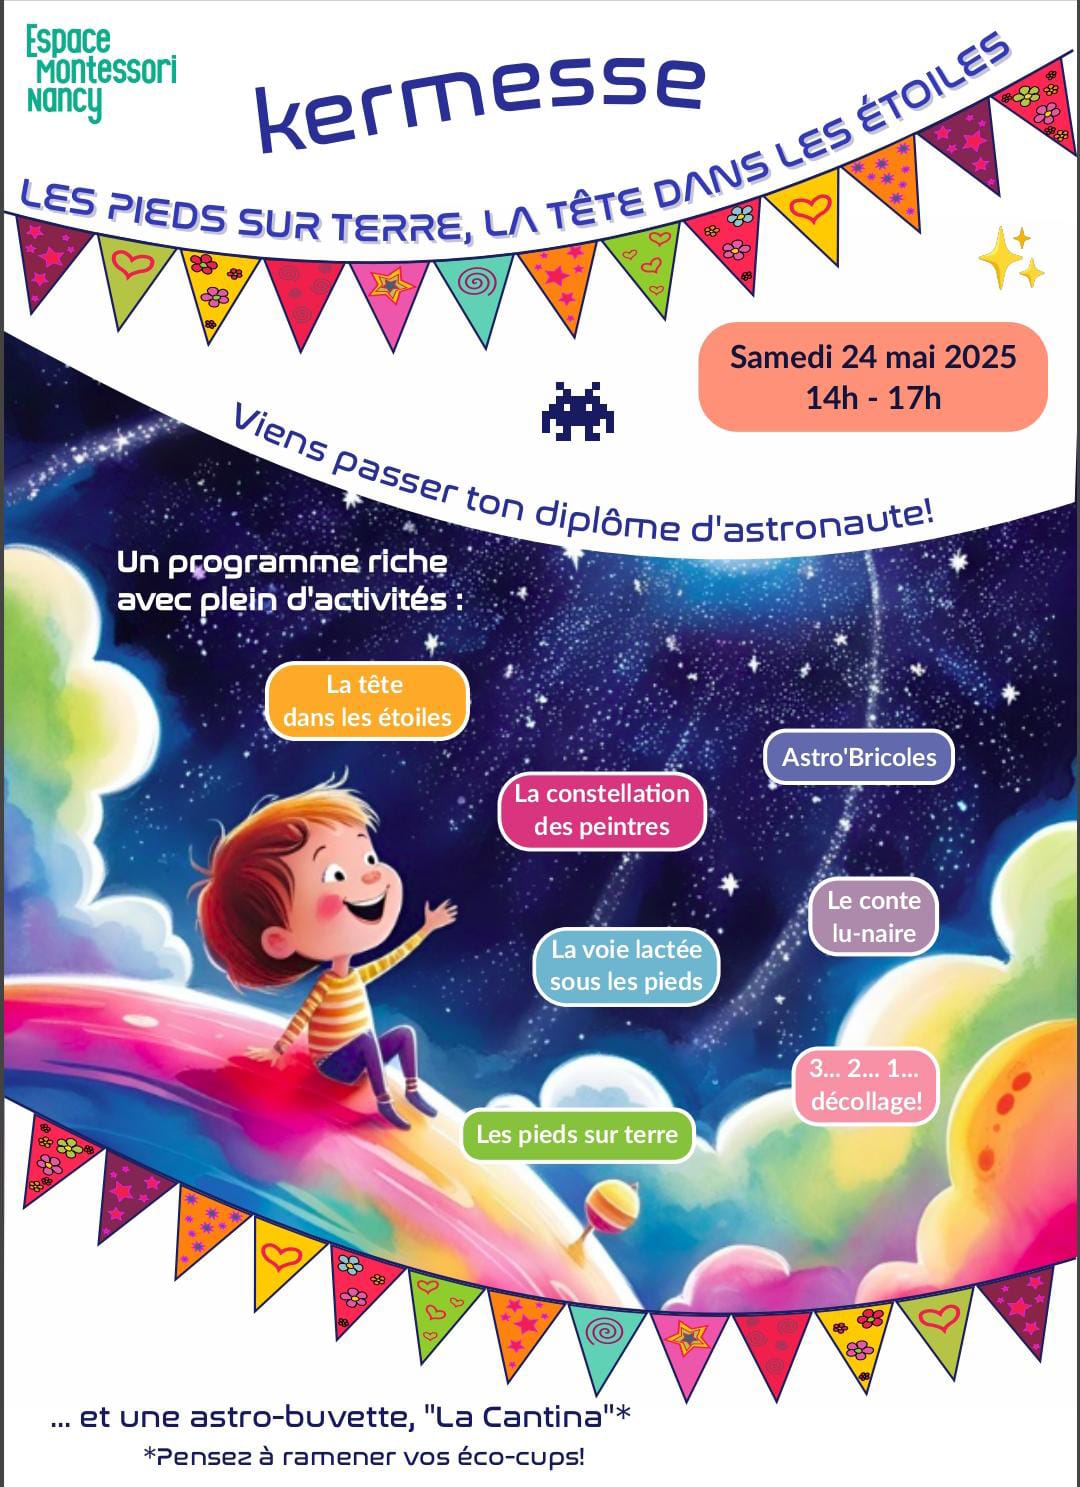 Espace
Montessori
Nancy
kermesse
LES PIEDS SUR TERRE, LA TÊTE DANS LES ÉTOILES
Samedi 24 mai 2025
14h - 17h
Viens passer ton diplôme d'astronaute!
Un programme riche
avec plein d'activités :
La tête
dans les étoiles
Astro'Bricoles
La constellation
des peintres
Le conte
lu-naire
La voie lactée
sous les pieds
3... 2... 1...
décollage!
Les pieds sur terre
... et une astro-buvette, "La Cantina"*
*Pensez à ramener vos éco-cups!